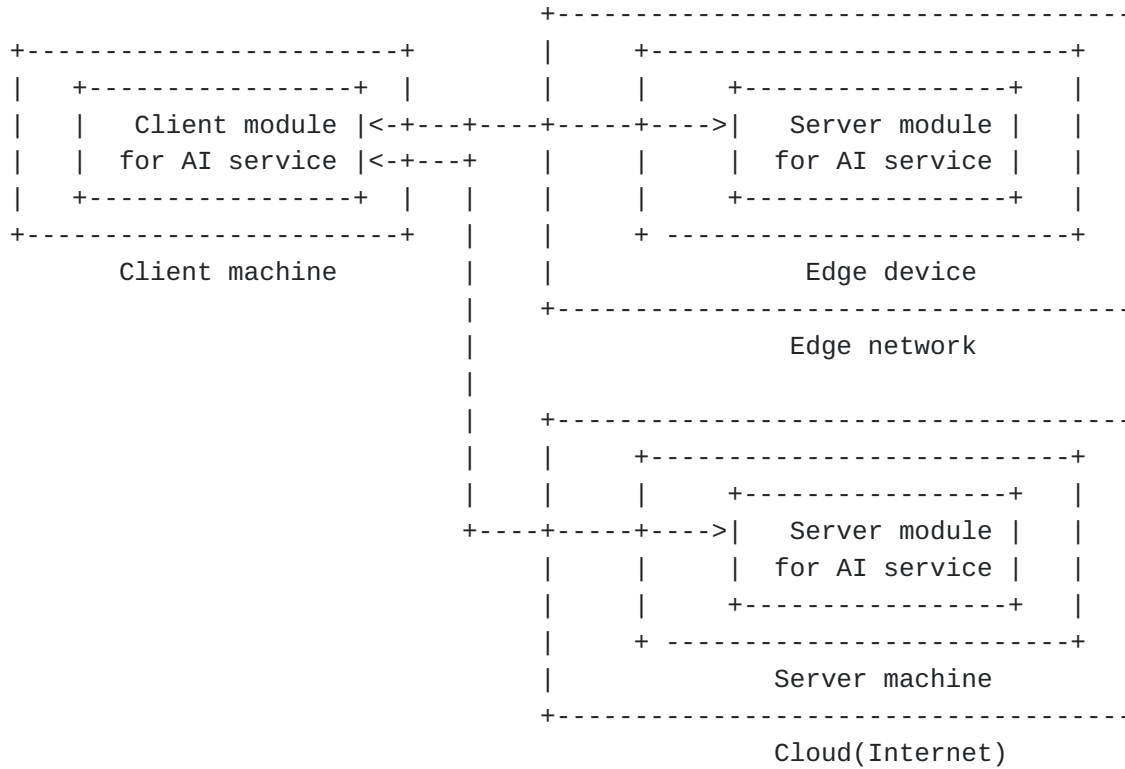 Client module
for AI service
Server module
for AI service
Client machine
Edge device
Edge network
Server module
for AI service
Server machine
Cloud(Internet)